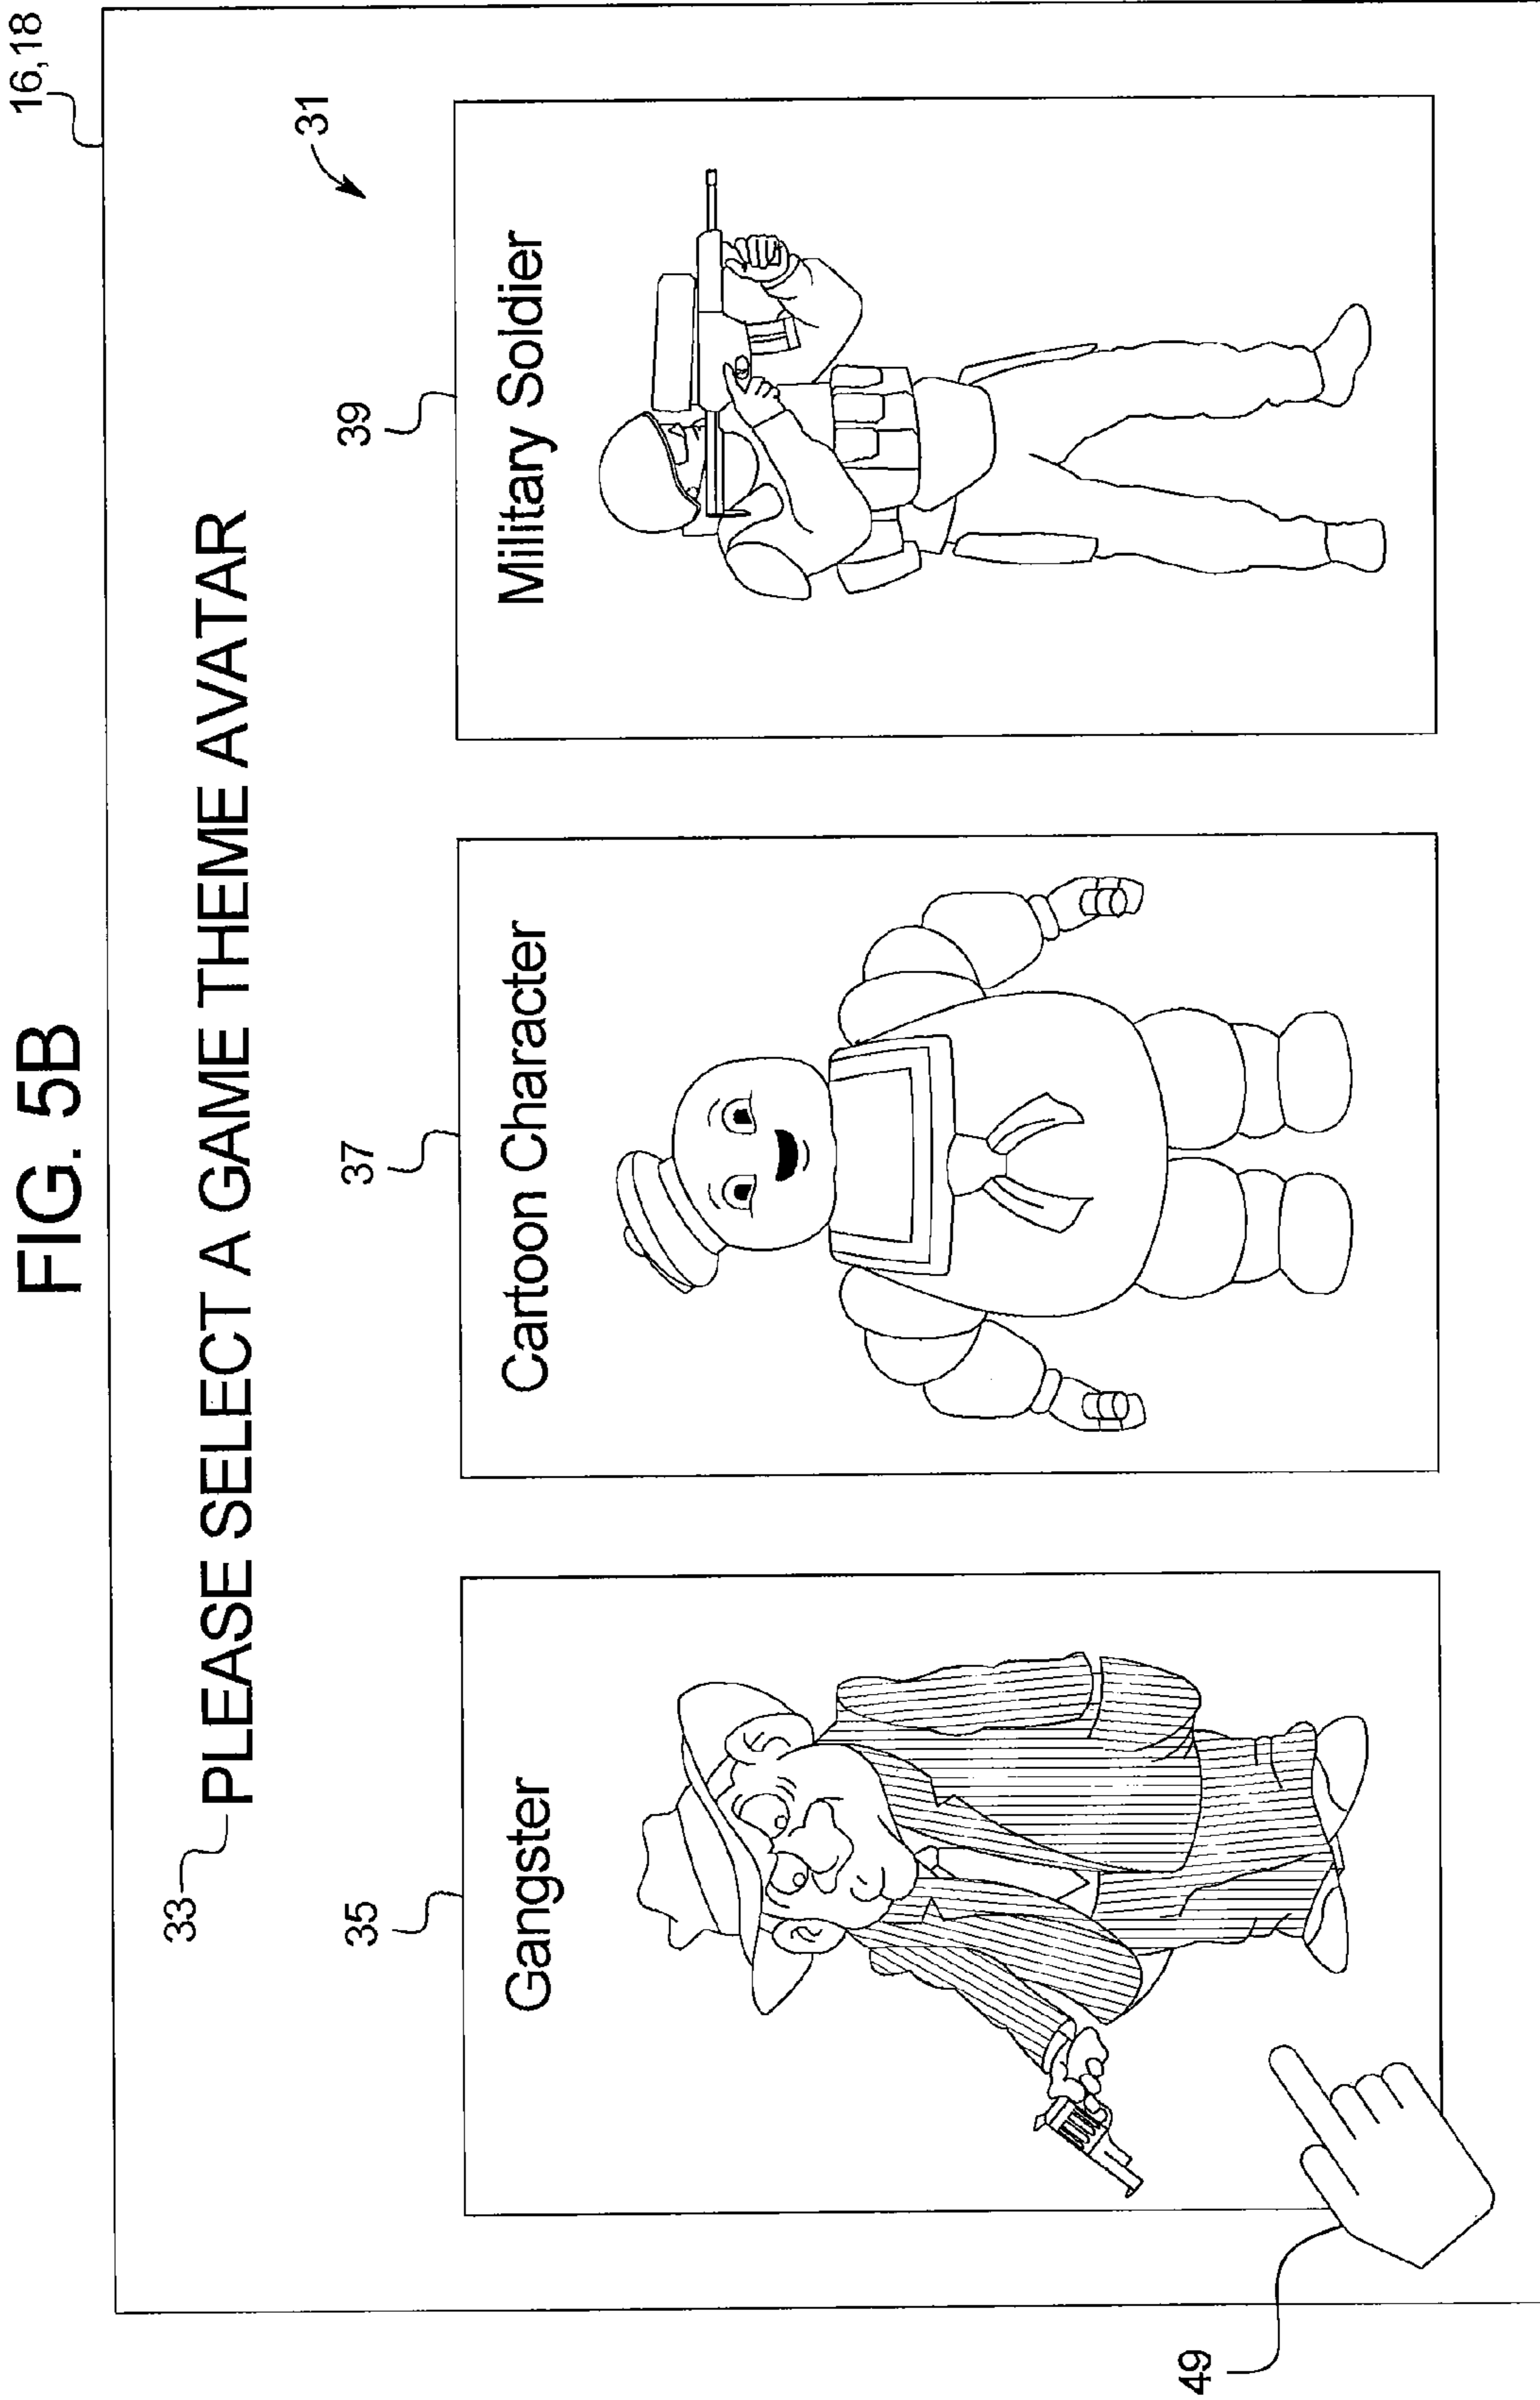 FIG. 5B
16,18
33
PLEASE SELECT A GAME THEME AVATAR
31
35
37
39
Gangster
Cartoon Character
Military Soldier
49